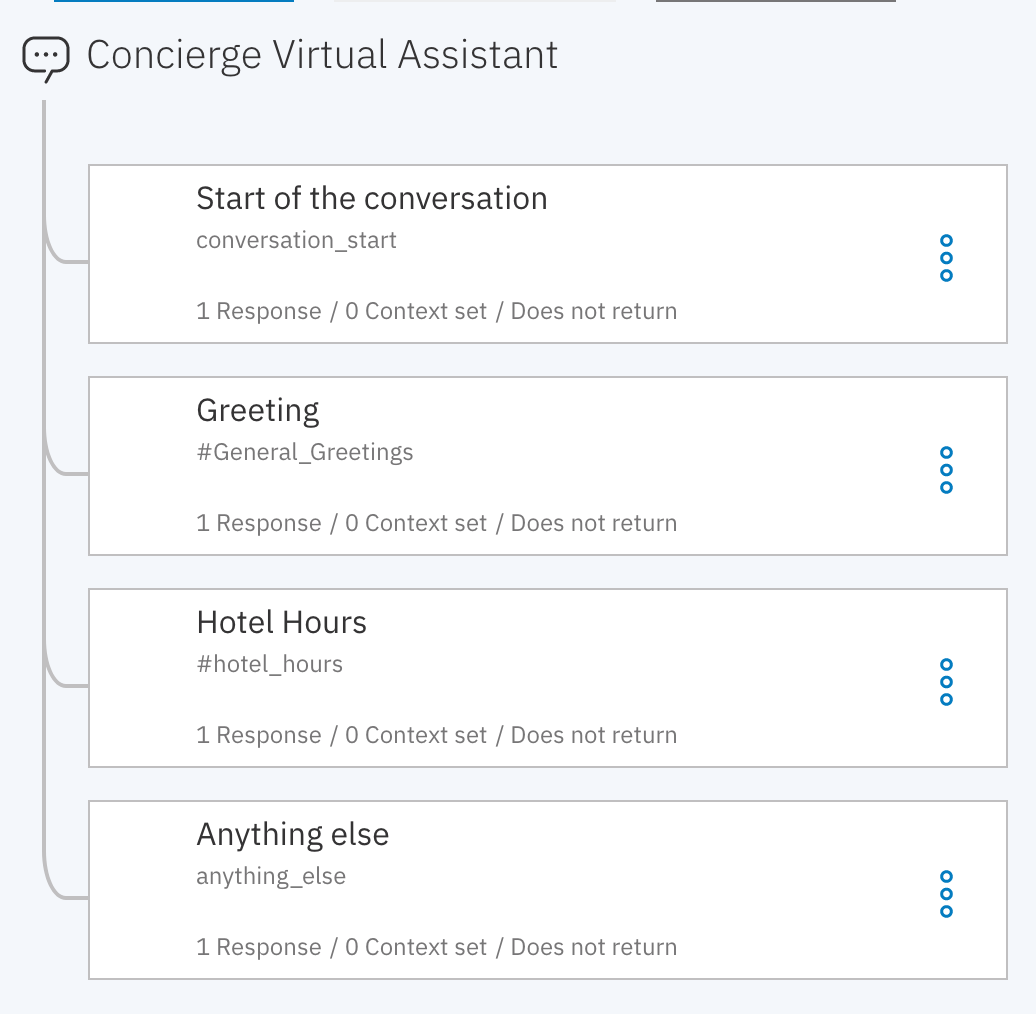 Concierge Virtual Assistant
Start of the conversation
conversation_start
1 Response / 0 Context set / Does not return
Greeting
#General_Greetings
1 Response / 0 Context set / Does not return
Hotel Hours
#hotel_hours
1 Response / 0 Context set / Does not return
Anything else
anything_else
1 Response / 0 Context set / Does not return